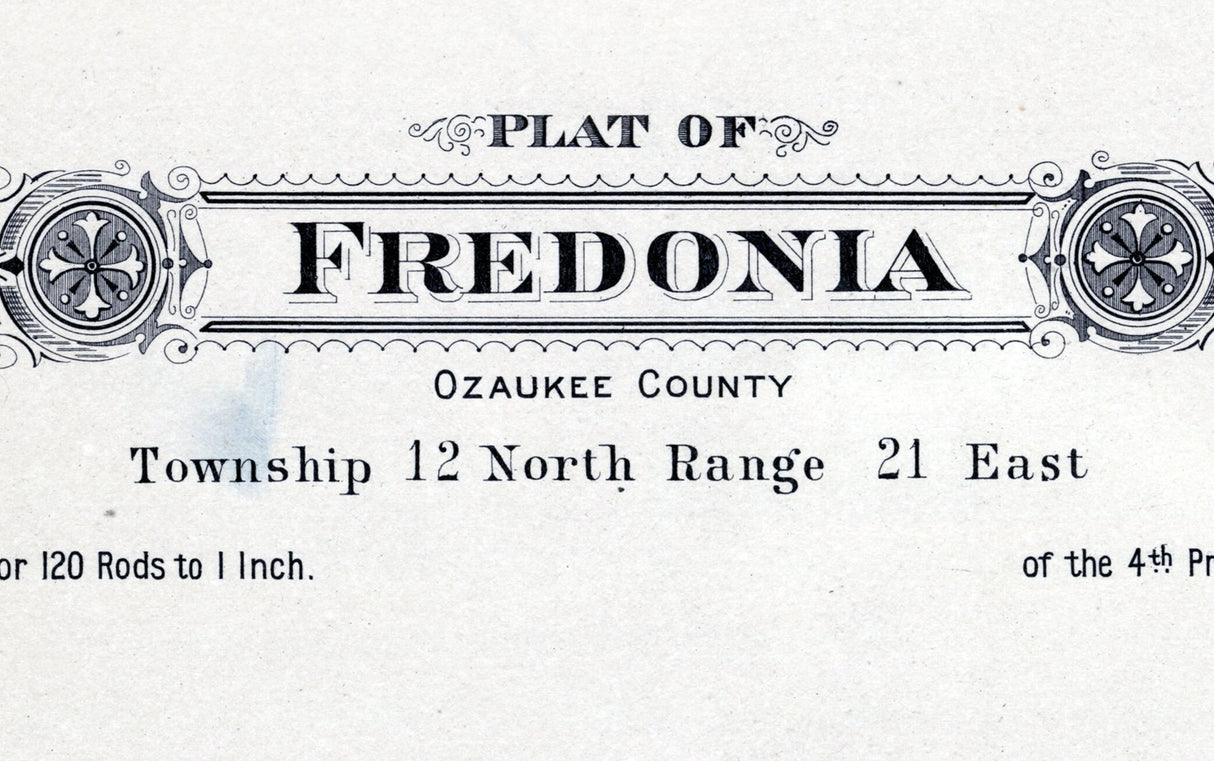 PLAT OF
FREDONIA
OZAUKEE COUNTY
Township 12 North Range 21 East
or 120 Rods to 1 Inch.
of the 4th Pr